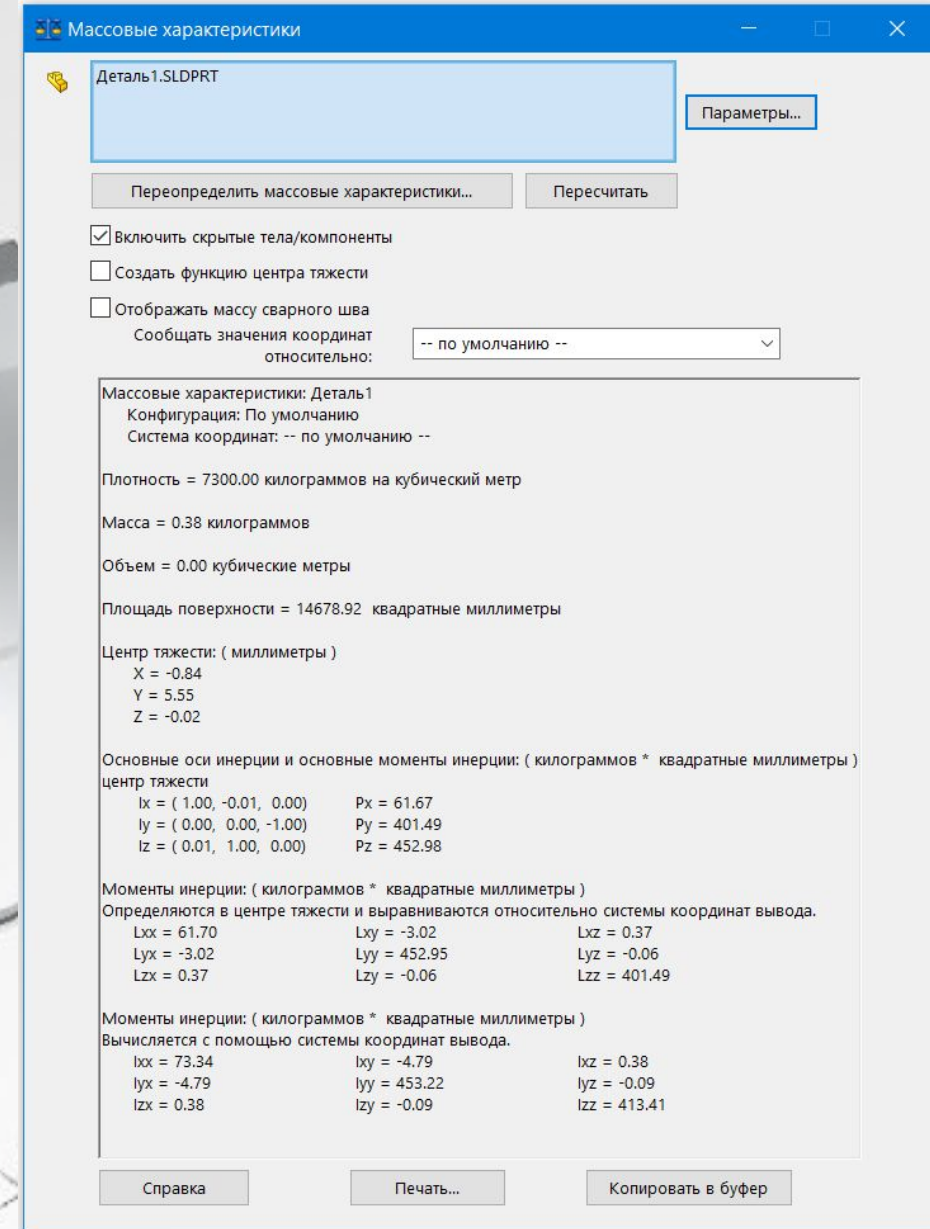 Массовые характеристики
Деталь1.SLDPRT
Параметры...
Переопределить массовые характеристики...
Пересчитать
Включить скрытые тела/компоненты
Создать функцию центра тяжести
Отображать массу сварного шва
Сообщать значения координат
относительно:
-- по умолчанию --
Массовые характеристики: Деталь1
Конфигурация: По умолчанию
Система координат: -- по умолчанию --
Плотность = 7300.00 килограммов на кубический метр
Масса = 0.38 килограммов
Объем = 0.00 кубические метры
Площадь поверхности = 14678.92 квадратные миллиметры
Центр тяжести: ( миллиметры )
X = -0.84
Y = 5.55
Z = -0.02
Основные оси инерции и основные моменты инерции: ( килограммов * квадратные миллиметры )
центр тяжести
Ix = ( 1.00, -0.01, 0.00) Px = 61.67
Iy = ( 0.00, 0.00, -1.00) Py = 401.49
Iz = ( 0.01, 1.00, 0.00) Pz = 452.98
Моменты инерции: ( килограммов * квадратные миллиметры )
Определяются в центре тяжести и выравниваются относительно системы координат вывода.
Lxx = 61.70 Lxy = -3.02 Lxz = 0.37
Lyx = -3.02 Lyy = 452.95 Lyz = -0.06
Lzx = 0.37 Lzy = -0.06 Lzz = 401.49
Моменты инерции: ( килограммов * квадратные миллиметры )
Вычисляется с помощью системы координат вывода.
Ixx = 73.34 Ixy = -4.79 Ixz = 0.38
Iyx = -4.79 Iyy = 453.22 Iyz = -0.09
Izx = 0.38 Izy = -0.09 Izz = 413.41
Справка
Печать...
Копировать в буфер